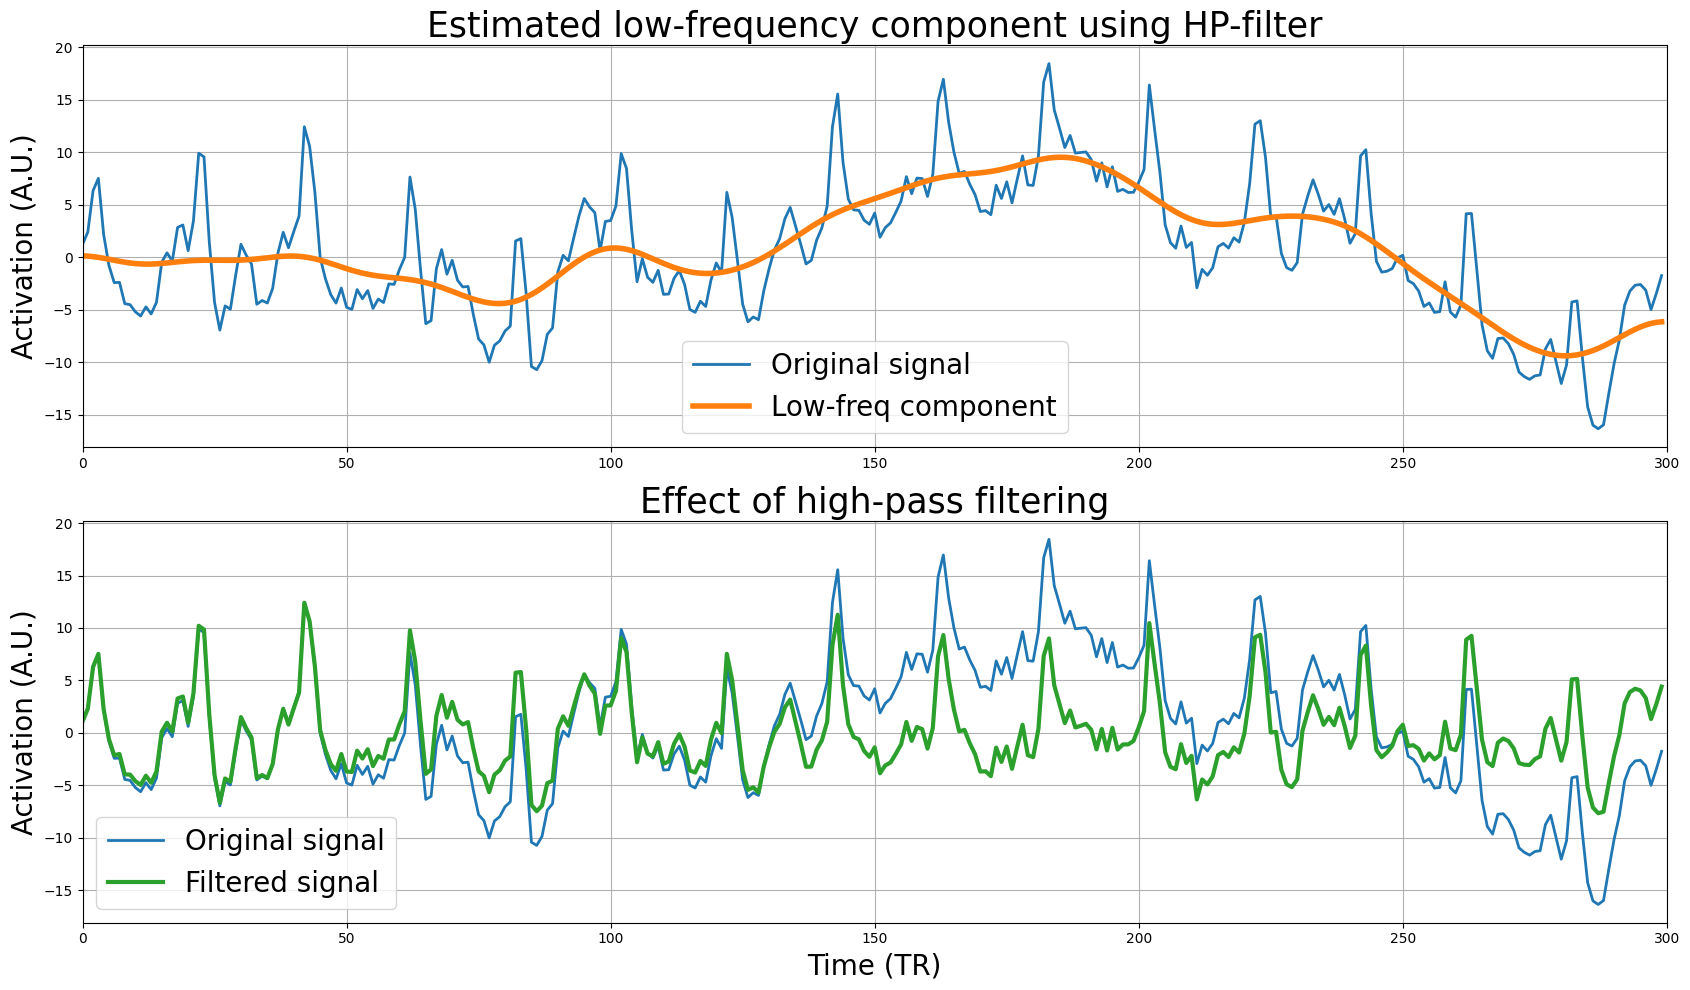 Estimated low-frequency component using HP-filter
Activation (A.U.)
20
15
10
5
0
−5
−10
−15
Original signal
Low-freq component
0 50 100 150 200 250 300
Effect of high-pass filtering
Activation (A.U.)
20
15
10
5
0
−5
−10
−15
Original signal
Filtered signal
0 50 100 150 200 250 300
Time (TR)